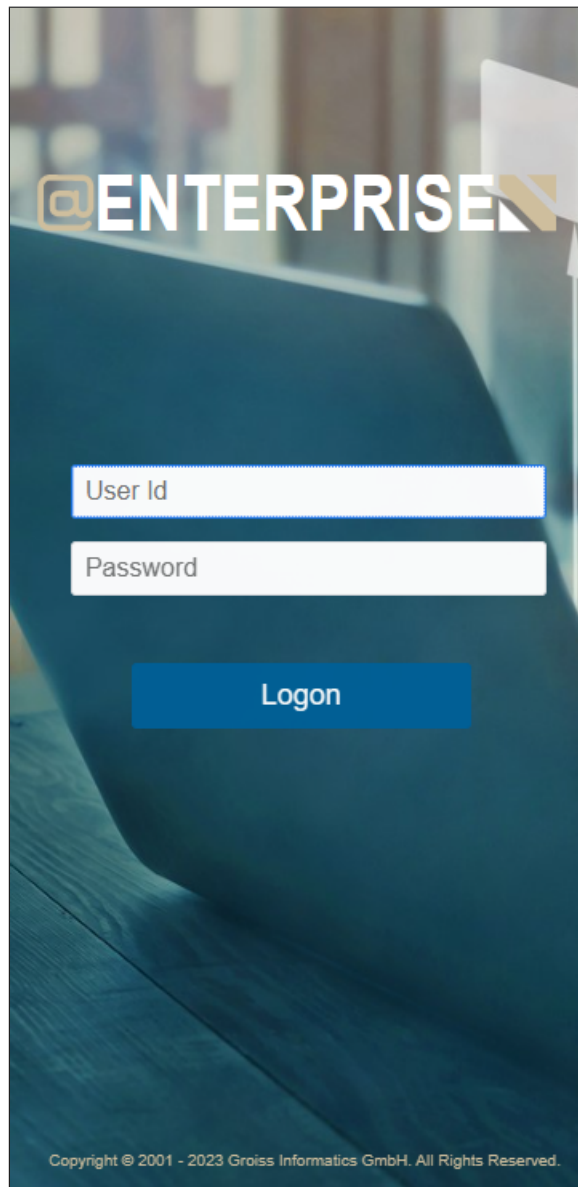 @ENTERPRISE
User Id
Password
Logon
Copyright © 2001 - 2023 Groiss Informatics GmbH. All Rights Reserved.